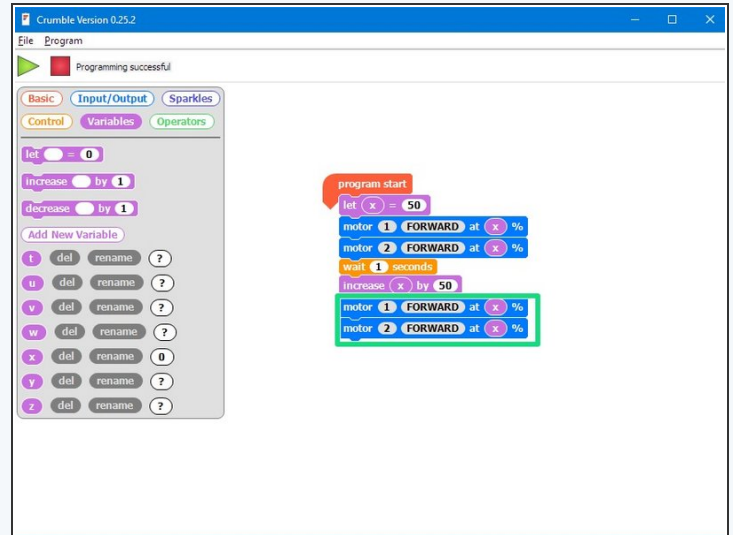 Crumble Version 0.25.2
File Program
Programming successful
Basic Input/Output Sparkles
Control Variables Operators
let = 0
increase by 1
decrease by 1
Add New Variable
t del rename ?
u del rename ?
v del rename ?
w del rename ?
x del rename 0
y del rename ?
z del rename ?
program start
let x = 50
motor 1 FORWARD at x %
motor 2 FORWARD at x %
wait 1 seconds
increase x by 50
motor 1 FORWARD at x %
motor 2 FORWARD at x %